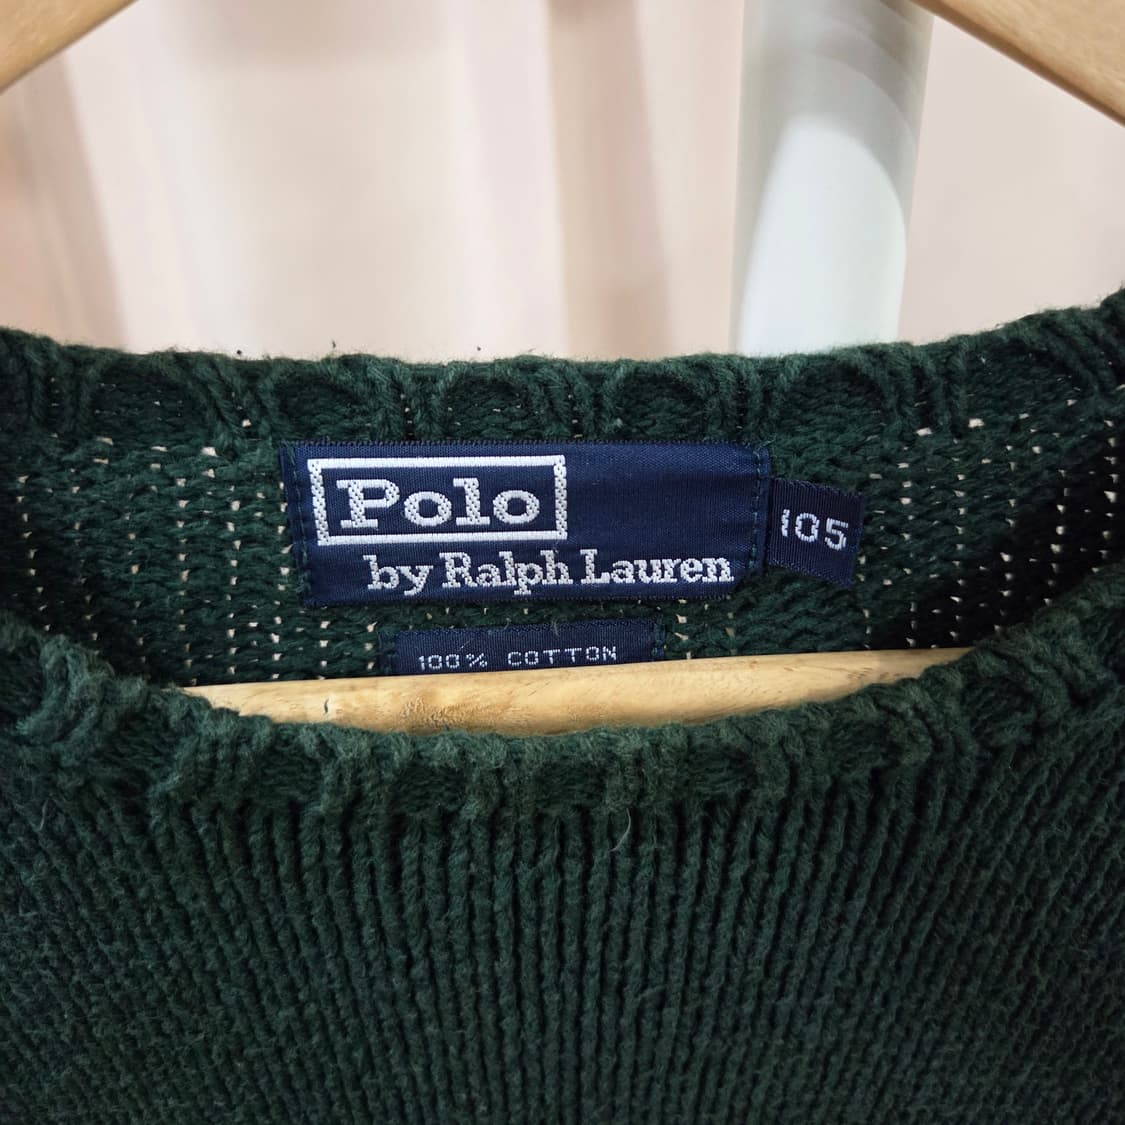 Polo
by Ralph Lauren
105
100% COTTON